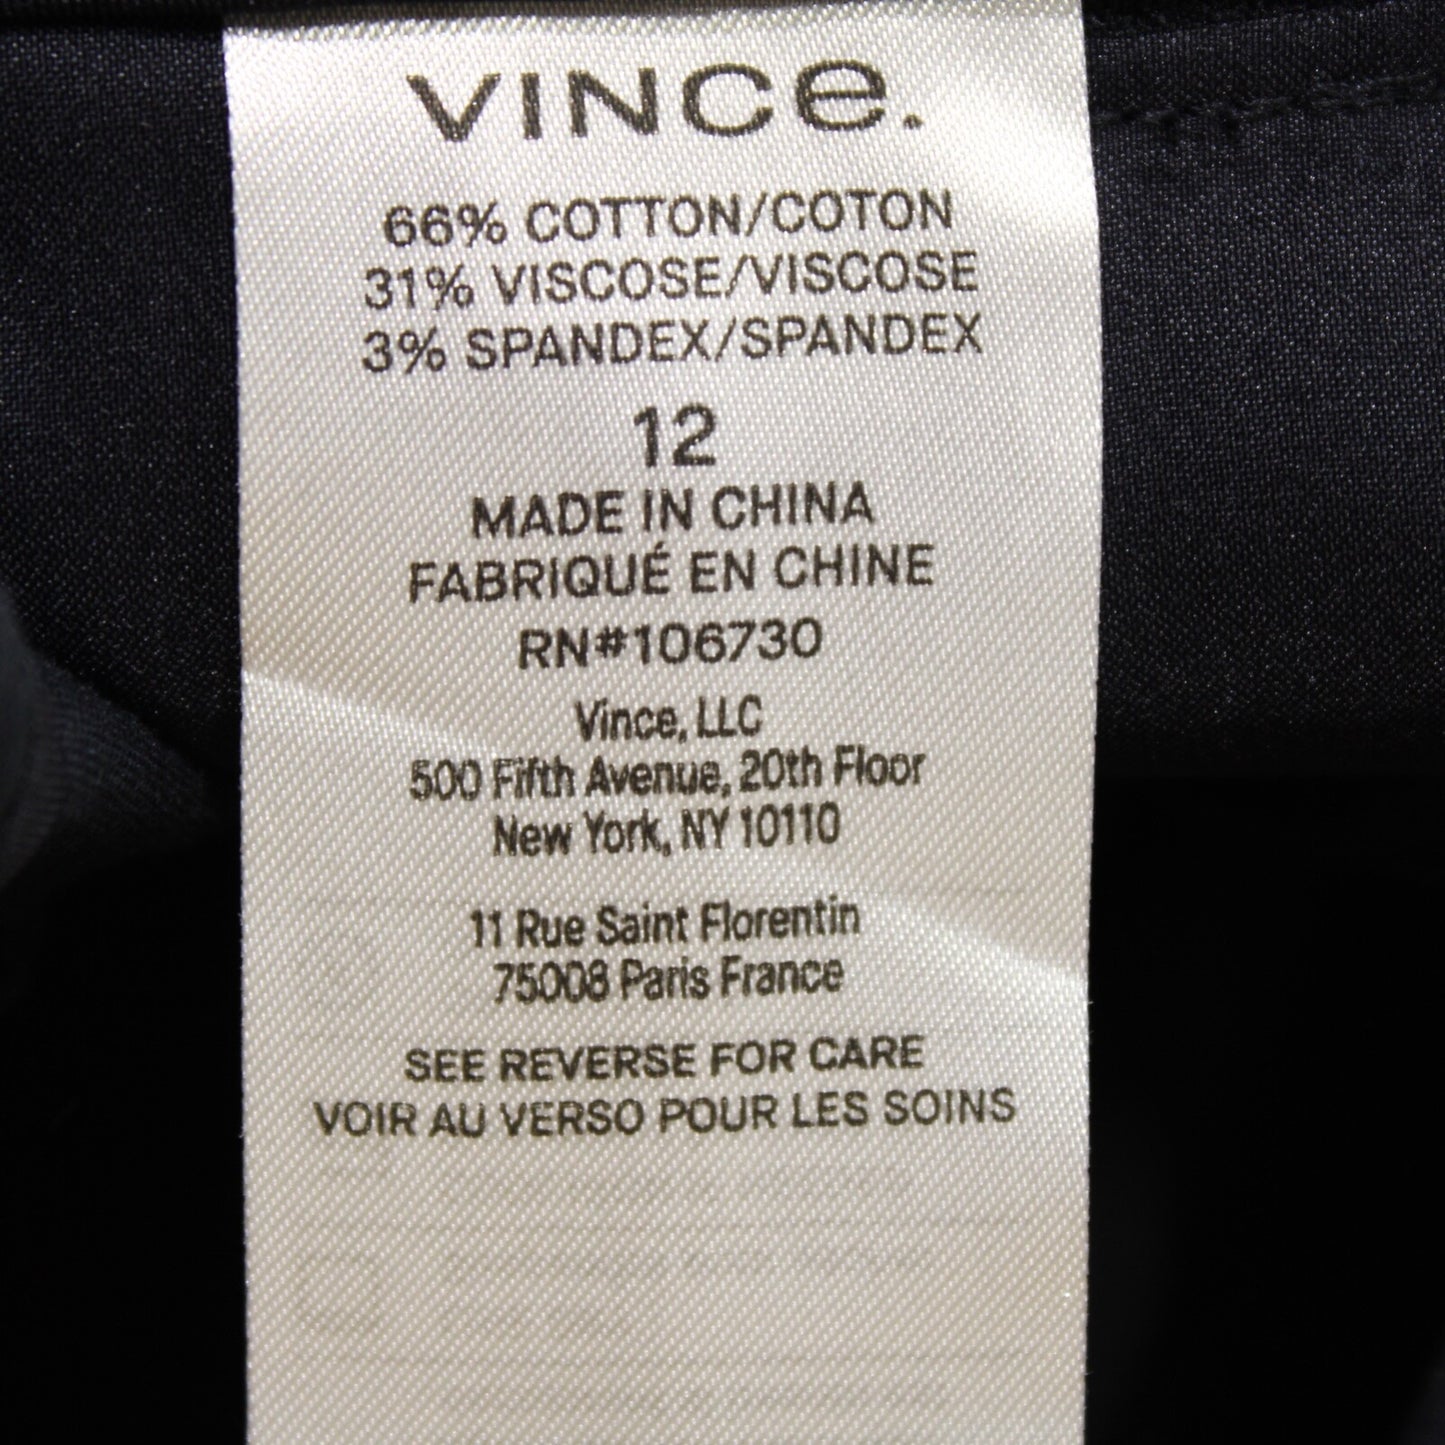 VINCe.
66% COTTON/COTON
31% VISCOSE/VISCOSE
3% SPANDEX/SPANDEX
12
MADE IN CHINA
FABRIQUÉ EN CHINE
RN#106730
Vince, LLC
500 Fifth Avenue, 20th Floor
New York, NY 10110
11 Rue Saint Florentin
75008 Paris France
SEE REVERSE FOR CARE
VOIR AU VERSO POUR LES SOINS